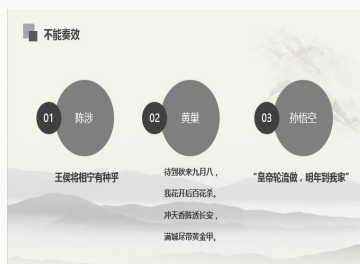 不能奏效
01 陈涉
02 黄巢
03 孙悟空
王侯将相宁有种乎
待到秋来九月八，
我花开后百花杀。
冲天香阵透长安，
满城尽带黄金甲。
“皇帝轮流做，明年到我家”